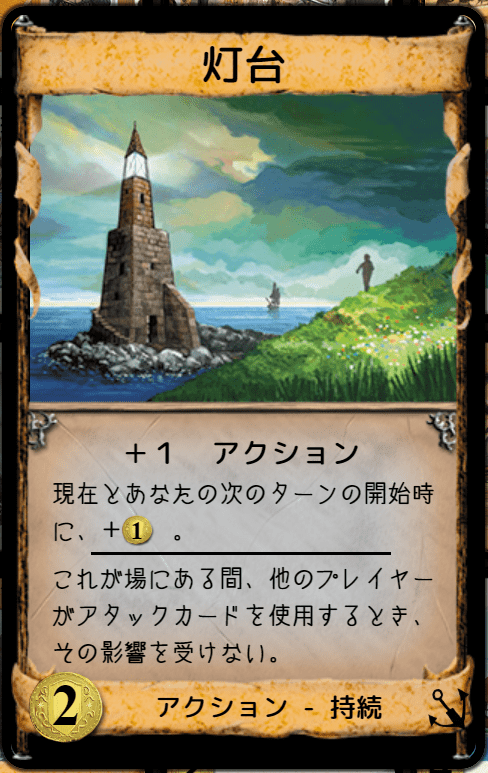 灯台
+1 アクション
現在とあなたの次のターンの開始時
に、+1 。
これが場にある間、他のプレイヤー
がアタックカードを使用するとき、
その影響を受けない。
2 アクション - 持続